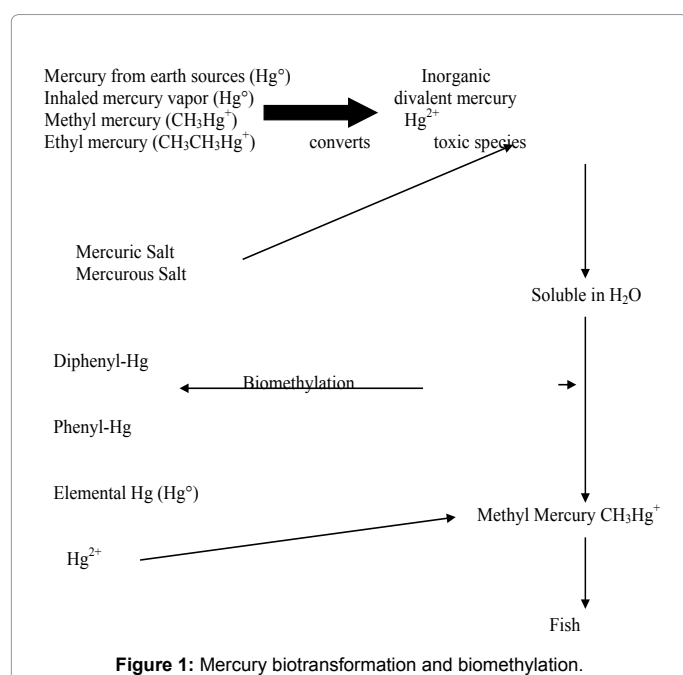 Mercury from earth sources (Hg°)
Inhaled mercury vapor (Hg°)
Methyl mercury (CH₃Hg⁺)
Ethyl mercury (CH₃CH₃Hg⁺)
converts
Inorganic
divalent mercury
Hg²⁺
toxic species
Mercuric Salt
Mercurous Salt
Soluble in H₂O
Diphenyl-Hg
Biomethylation
Phenyl-Hg
Elemental Hg (Hg°)
Methyl Mercury CH₃Hg⁺
Hg²⁺
Fish
Figure 1: Mercury biotransformation and biomethylation.